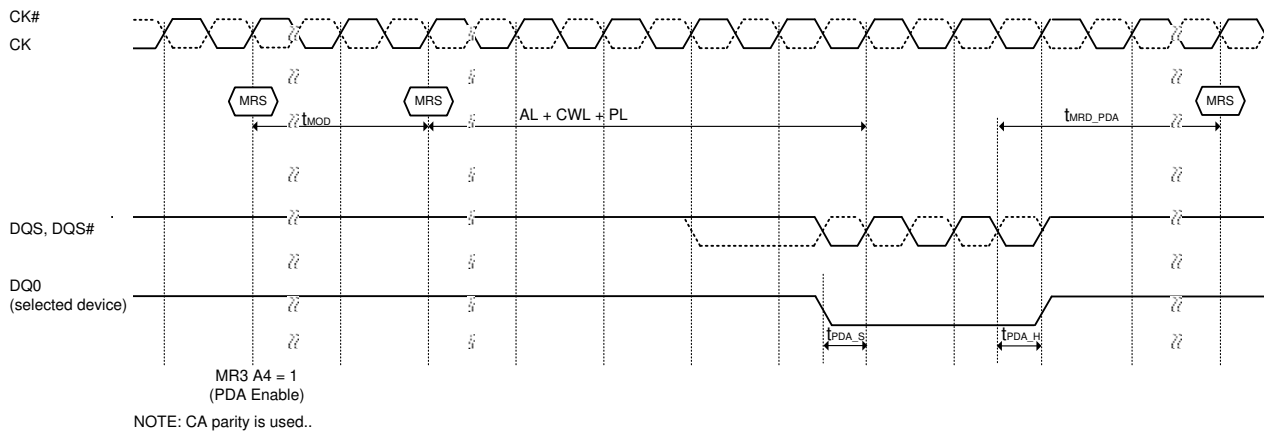 CK#
CK
MRS
MRS
MRS
tMOD
AL + CWL + PL
tMRD_PDA
DQS, DQS#
DQ0
(selected device)
tPDA_S
tPDA_H
MR3 A4 = 1
(PDA Enable)
NOTE: CA parity is used..